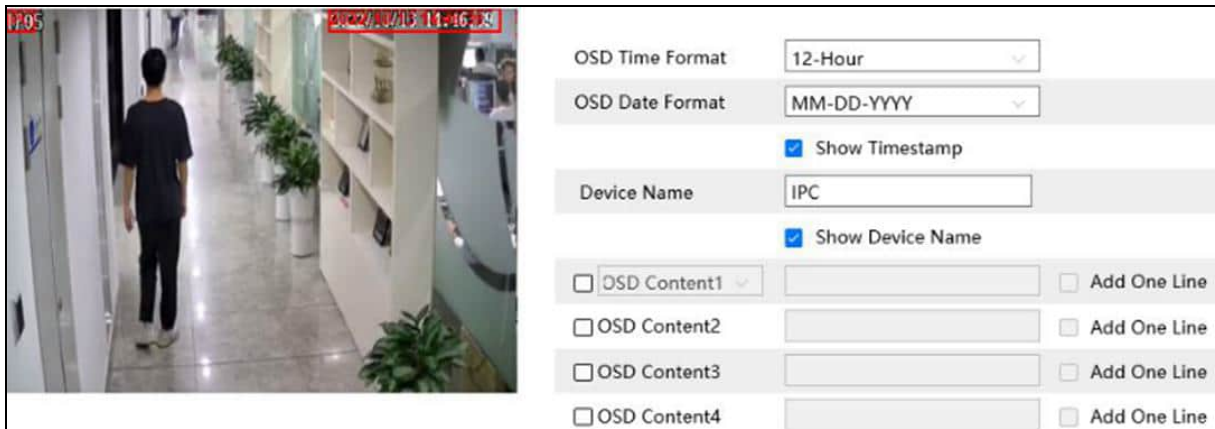 OSD Time Format 12-Hour
OSD Date Format MM-DD-YYYY
Show Timestamp
Device Name IPC
Show Device Name
OSD Content1 Add One Line
OSD Content2 Add One Line
OSD Content3 Add One Line
OSD Content4 Add One Line